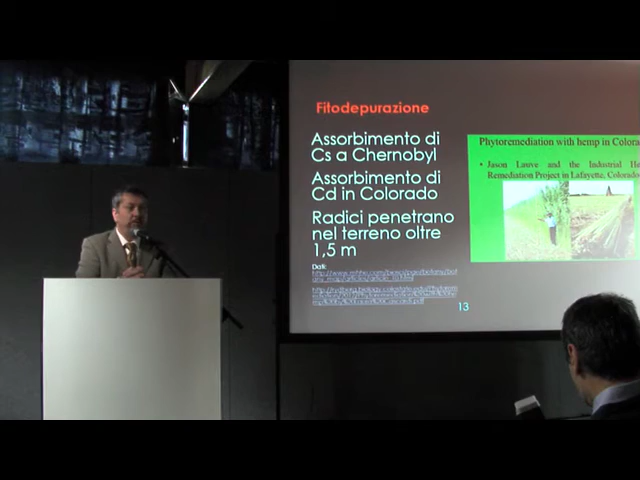 Fitodepurazione
Assorbimento di
Cs a Chernobyl
Assorbimento di
Cd in Colorado
Radici penetrano
nel terreno oltre
1,5 m
Dati:
13
Phytoremediation with hemp in Colora
• Jason Lauve and the Industrial He
Remediation Project in Lafayette, Colorado